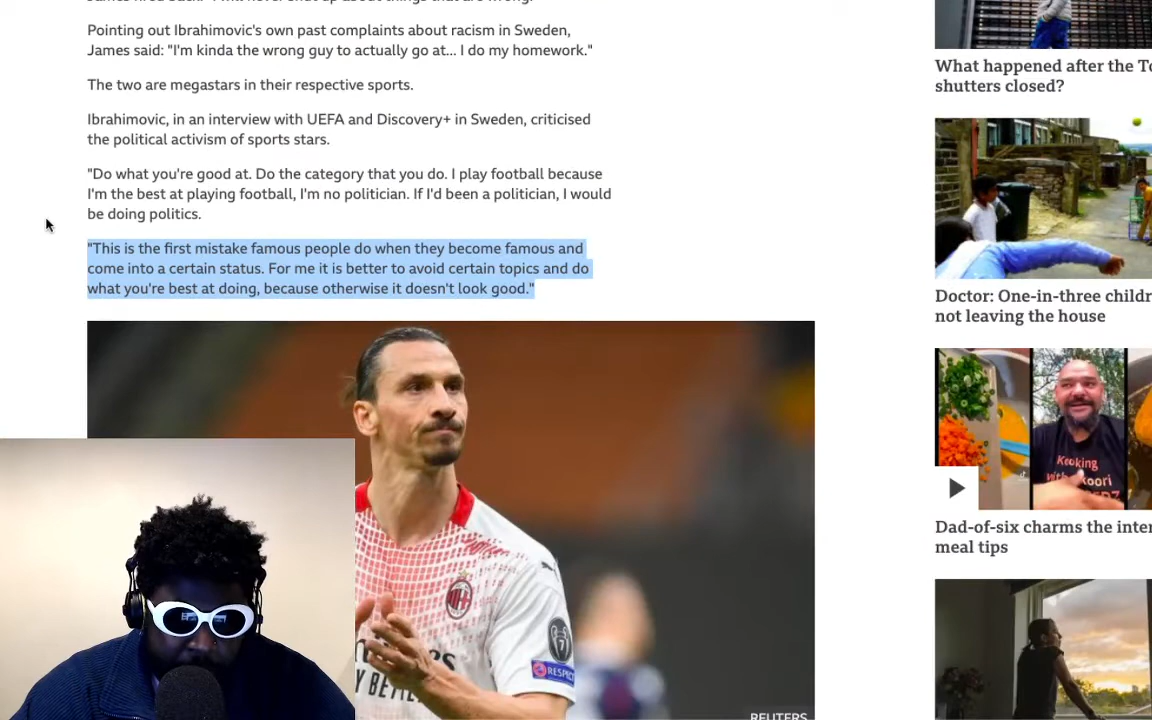 Pointing out Ibrahimovic's own past complaints about racism in Sweden,
James said: "I'm kinda the wrong guy to actually go at... I do my homework."
The two are megastars in their respective sports.
Ibrahimovic, in an interview with UEFA and Discovery+ in Sweden, criticised
the political activism of sports stars.
"Do what you're good at. Do the category that you do. I play football because
I'm the best at playing football, I'm no politician. If I'd been a politician, I would
be doing politics.
"This is the first mistake famous people do when they become famous and
come into a certain status. For me it is better to avoid certain topics and do
what you're best at doing, because otherwise it doesn't look good."
RESPECT
REUTERS
What happened after the To
shutters closed?
Doctor: One-in-three childr
not leaving the house
Kooking
Dad-of-six charms the inter
meal tips